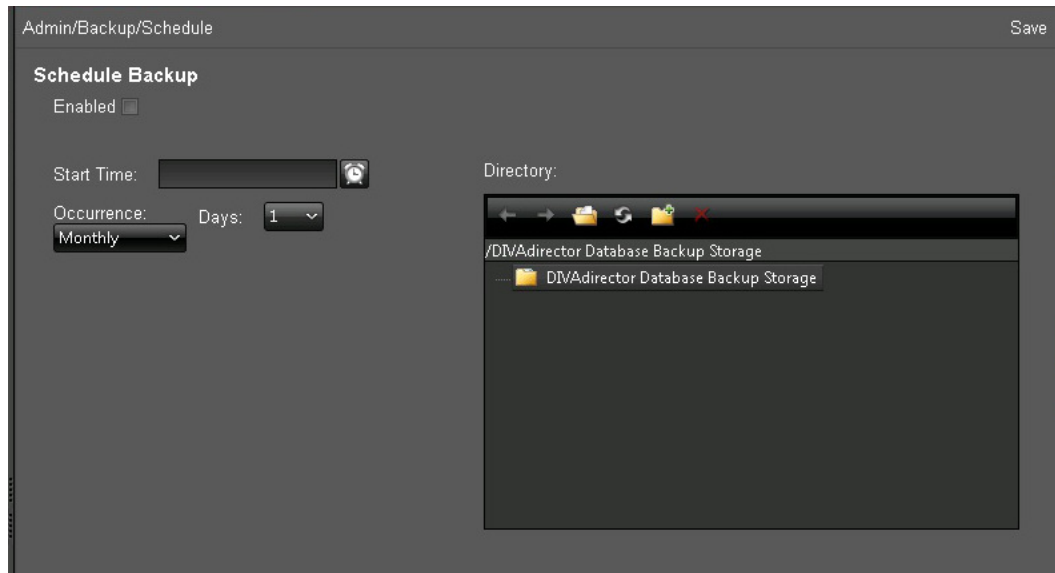 Admin/Backup/Schedule
Save
Schedule Backup
Enabled
Start Time:
Occurrence:
Days:
1
Monthly
Directory:
/DIVAdirector Database Backup Storage
DIVAdirector Database Backup Storage